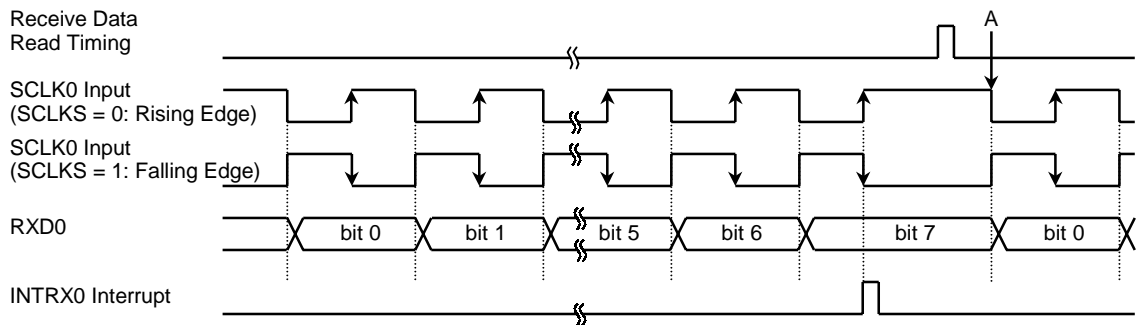 Receive Data
Read Timing
A
SCLK0 Input
(SCLKS = 0: Rising Edge)
SCLK0 Input
(SCLKS = 1: Falling Edge)
RXD0
bit 0
bit 1
bit 5
bit 6
bit 7
bit 0
INTRX0 Interrupt